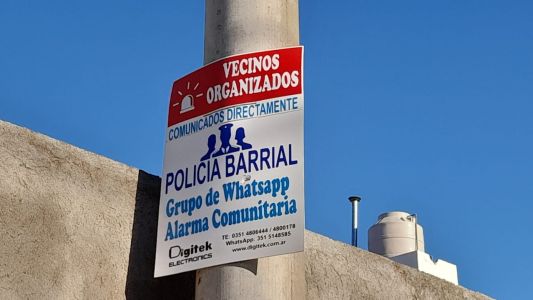 VECINOS
ORGANIZADOS
COMUNICADOS DIRECTAMENTE
POLICIA BARRIAL
Grupo de Whatsapp
Alarma Comunitaria
Digitek
ELECTRONICS
TE: 0351 4806444 / 4800178
WhatsApp: 351 5148585
www.digitek.com.ar